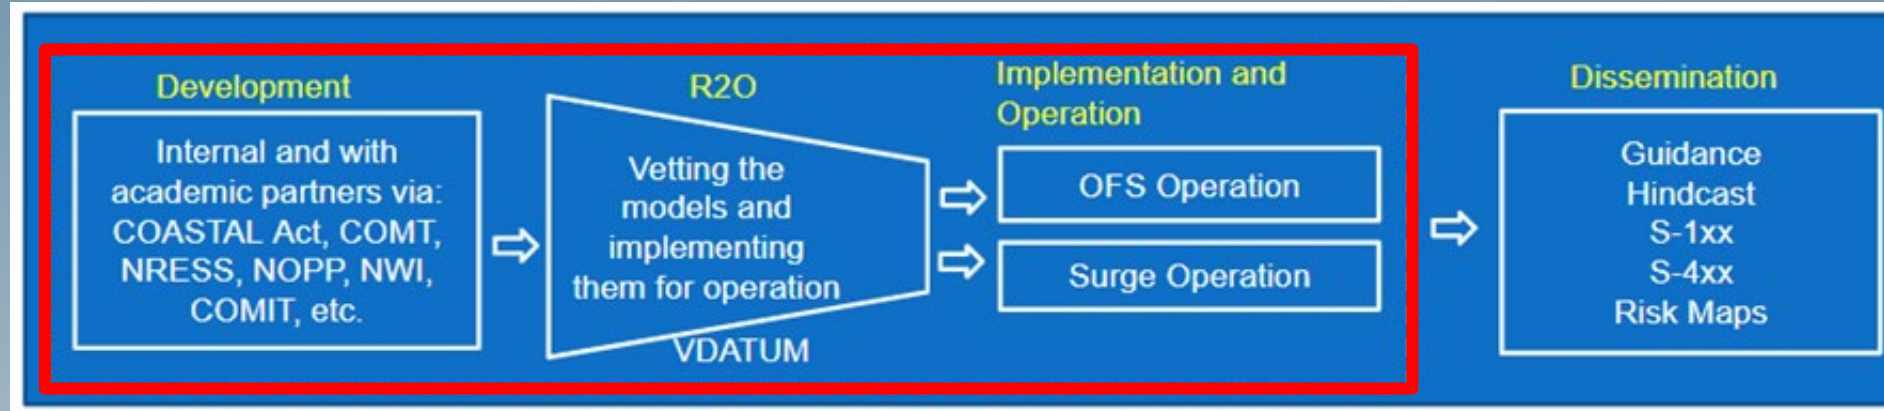 Development
Internal and with
academic partners via:
COASTAL Act, COMT,
NRESS, NOPP, NWI,
COMIT, etc.
R2O
Vetting the
models and
implementing
them for operation
VDATUM
Implementation and
Operation
OFS Operation
Surge Operation
Dissemination
Guidance
Hindcast
S-1xx
S-4xx
Risk Maps